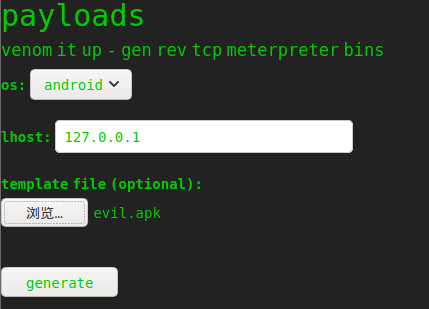 payloads
venom it up - gen rev tcp meterpreter bins
os: android
lhost: 127.0.0.1
template file (optional):
浏览... evil.apk
generate